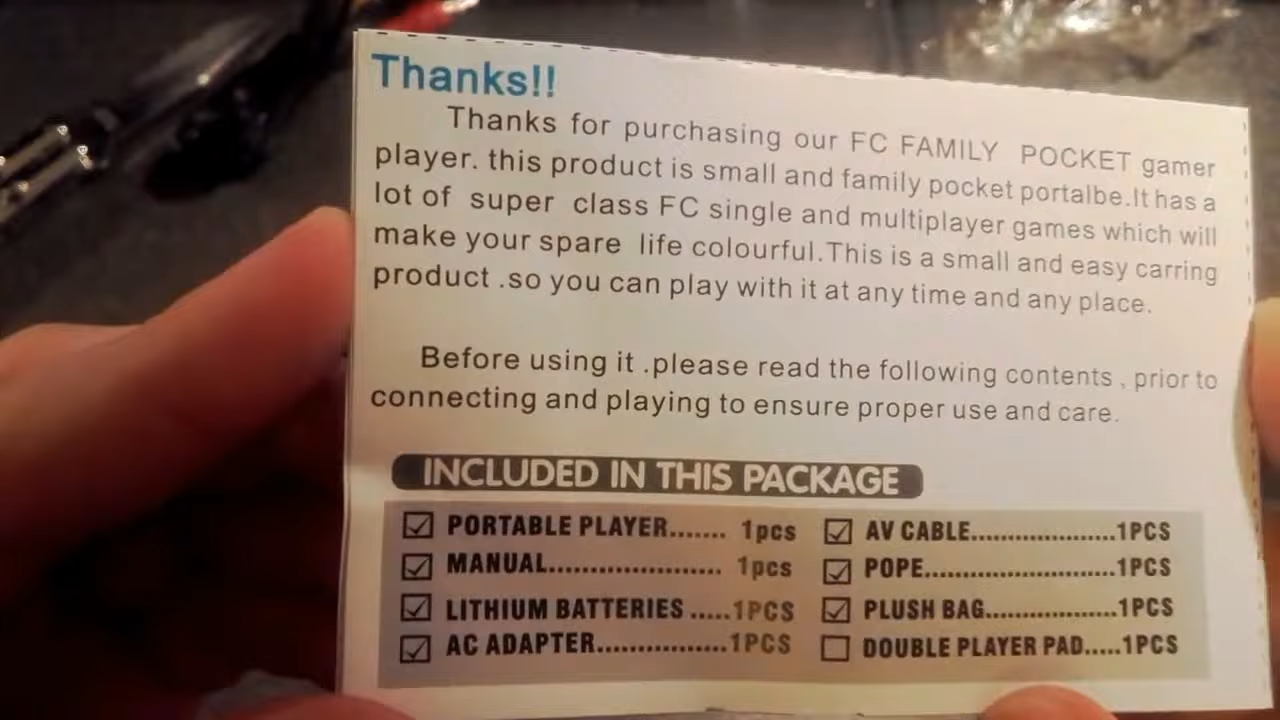 Thanks!!
Thanks for purchasing our FC FAMILY POCKET gamer
player. this product is small and family pocket portalbe.It has a
lot of super class FC single and multiplayer games which will
make your spare life colourful.This is a small and easy carring
product .so you can play with it at any time and any place.
Before using it .please read the following contents , prior to
connecting and playing to ensure proper use and care.
INCLUDED IN THIS PACKAGE
☑ PORTABLE PLAYER....... 1pcs ☑ AV CABLE....................1PCS
☑ MANUAL...................... 1pcs ☑ POPE............................1PCS
☑ LITHIUM BATTERIES .....1PCS ☑ PLUSH BAG...................1PCS
☑ AC ADAPTER.................1PCS ☐ DOUBLE PLAYER PAD.....1PCS